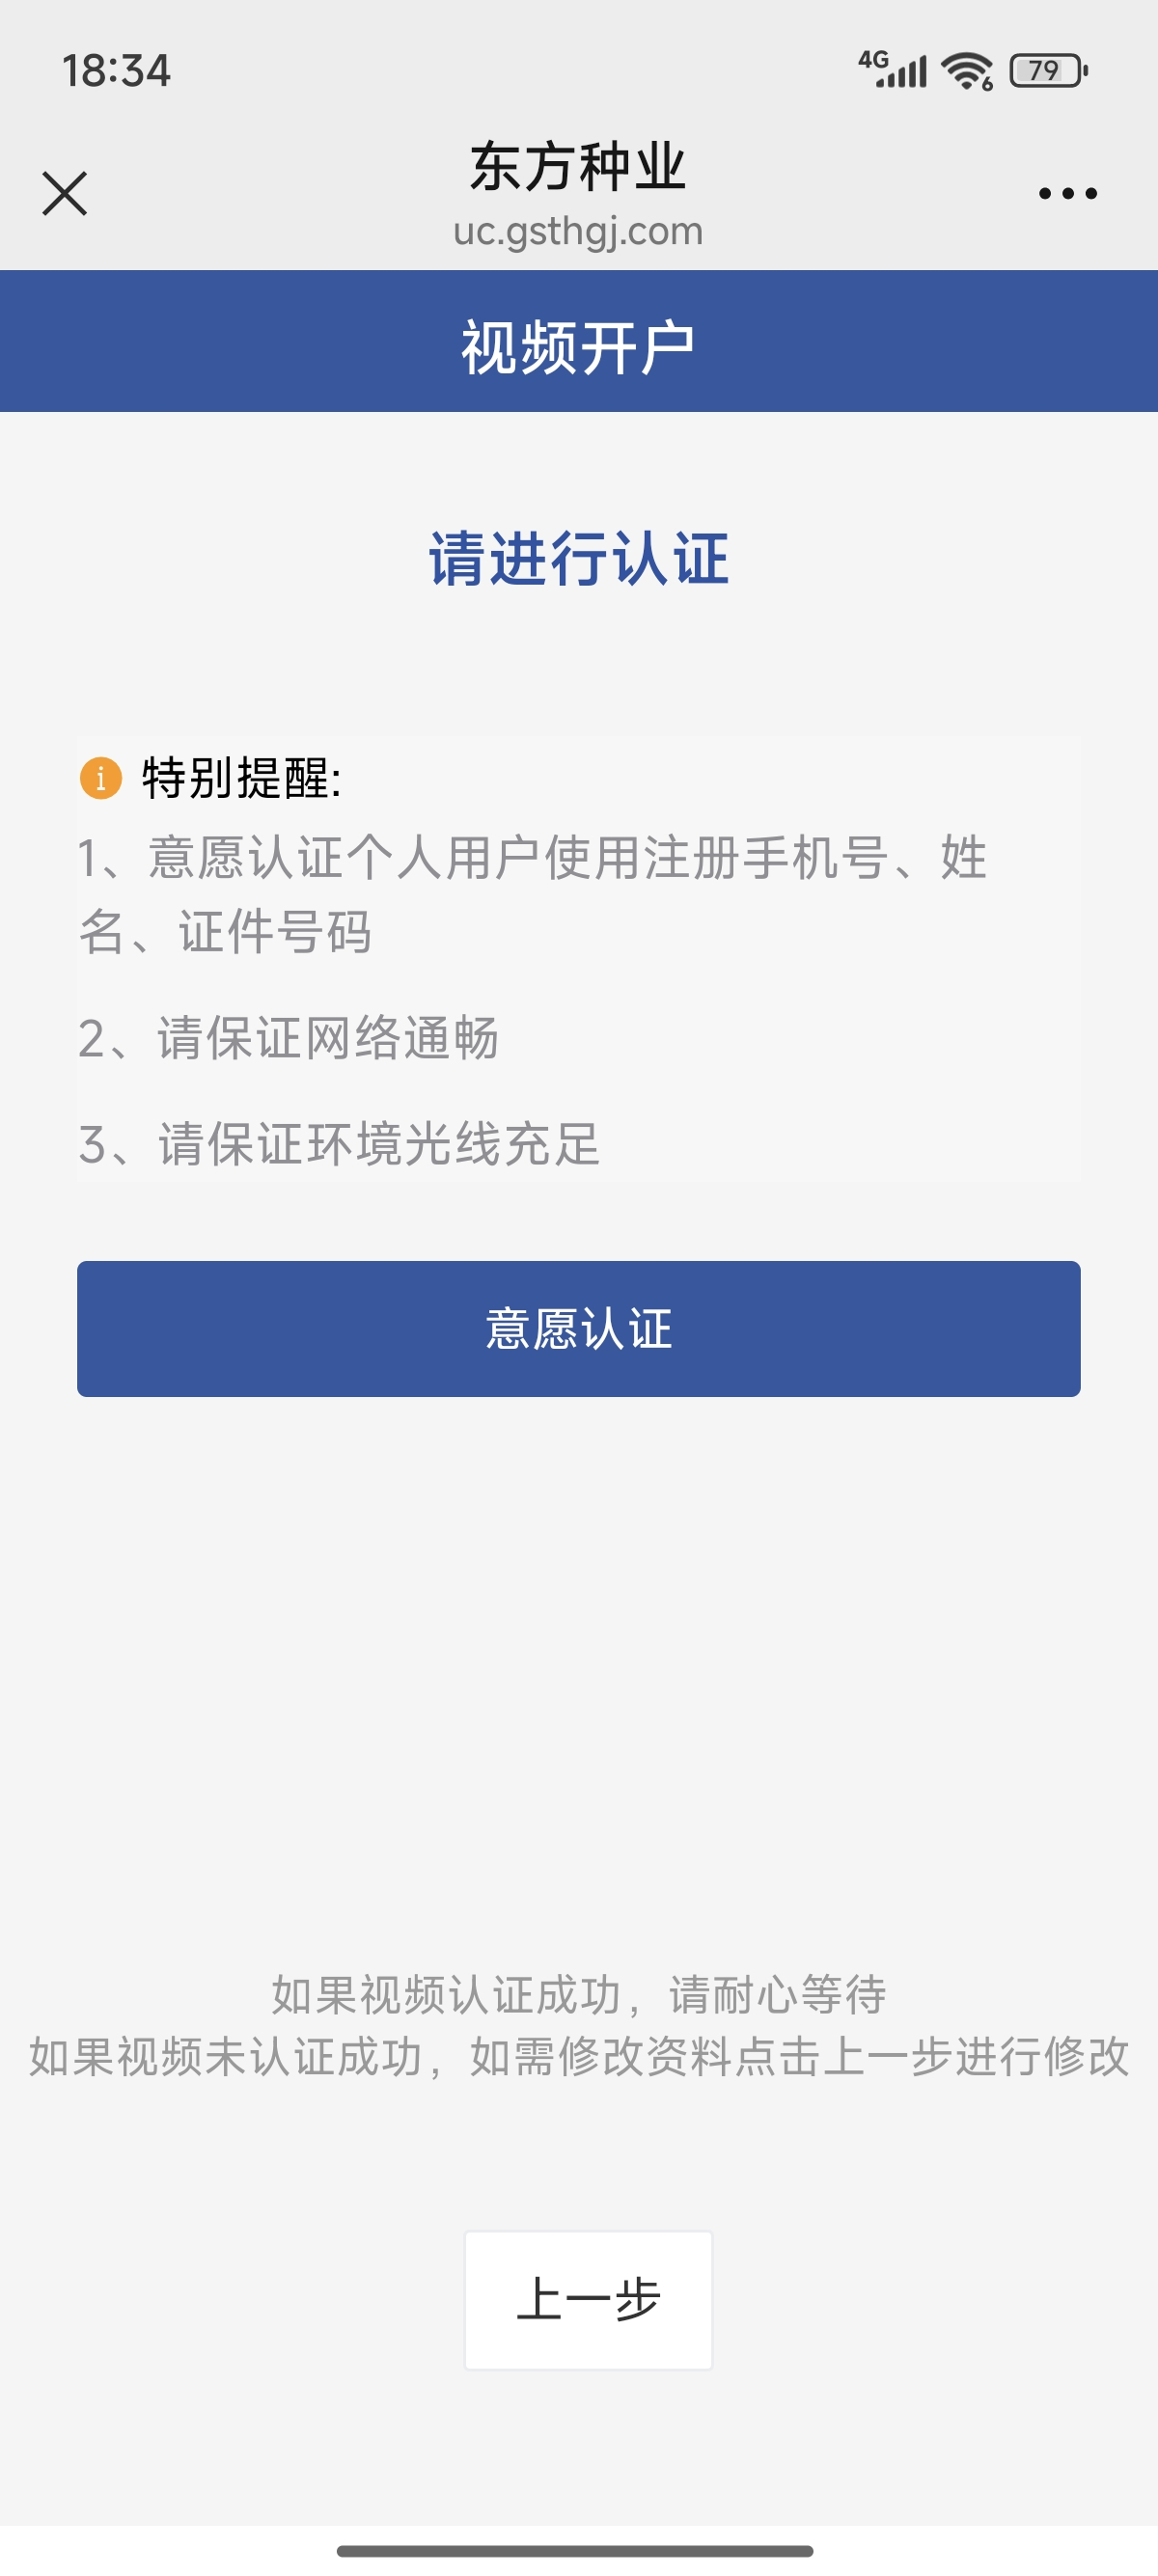 18:34
4G
6
79
东方种业
uc.gsthgj.com
视频开户
请进行认证
特别提醒:
1、意愿认证个人用户使用注册手机号、姓
名、证件号码
2、请保证网络通畅
3、请保证环境光线充足
意愿认证
如果视频认证成功，请耐心等待
如果视频未认证成功，如需修改资料点击上一步进行修改
上一步